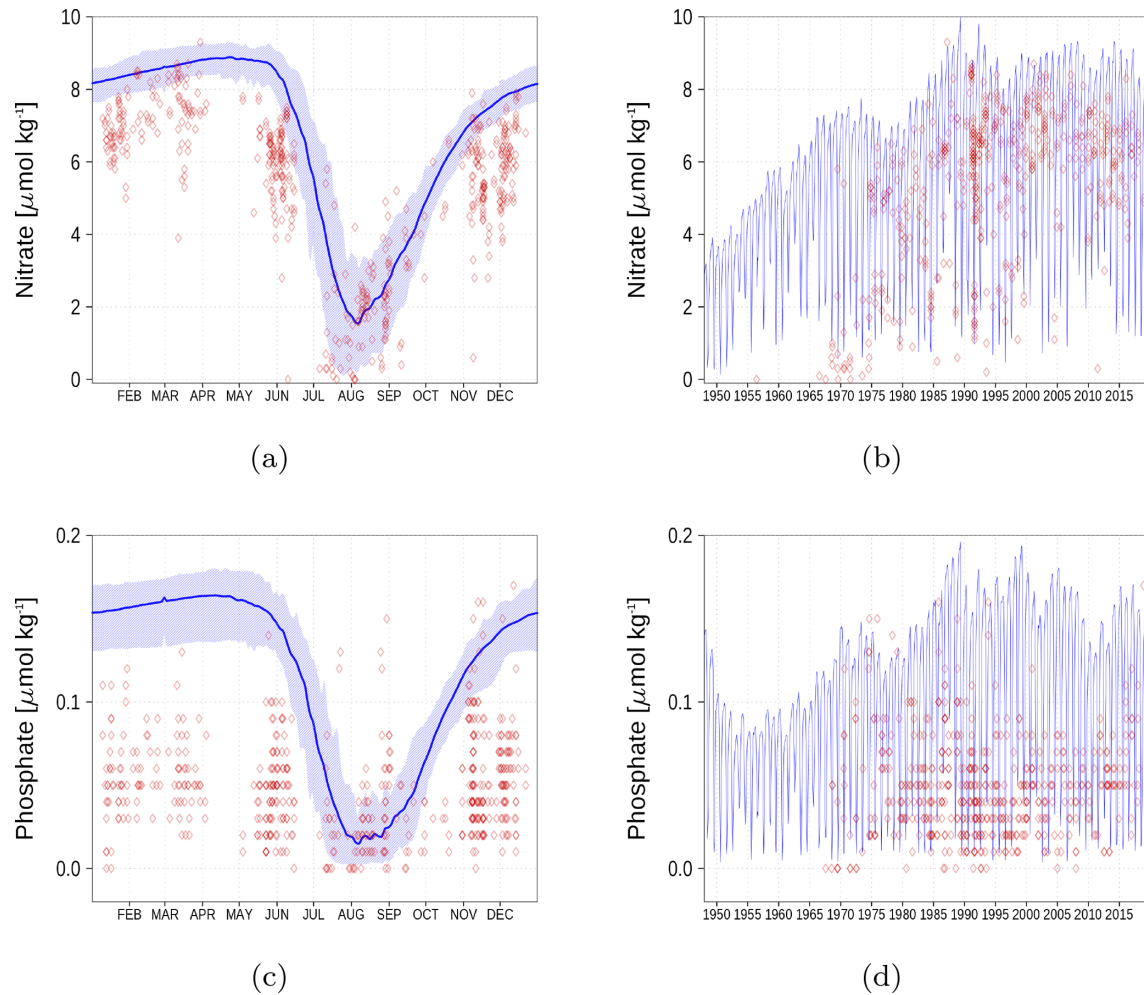 10
8
6
4
2
0
Nitrate [μmol kg-1]
FEB MAR APR MAY JUN JUL AUG SEP OCT NOV DEC
(a)
10
8
6
4
2
0
Nitrate [μmol kg-1]
1950 1955 1960 1965 1970 1975 1980 1985 1990 1995 2000 2005 2010 2015
(b)
0.2
0.1
0.0
Phosphate [μmol kg-1]
FEB MAR APR MAY JUN JUL AUG SEP OCT NOV DEC
(c)
0.2
0.1
0.0
Phosphate [μmol kg-1]
1950 1955 1960 1965 1970 1975 1980 1985 1990 1995 2000 2005 2010 2015
(d)